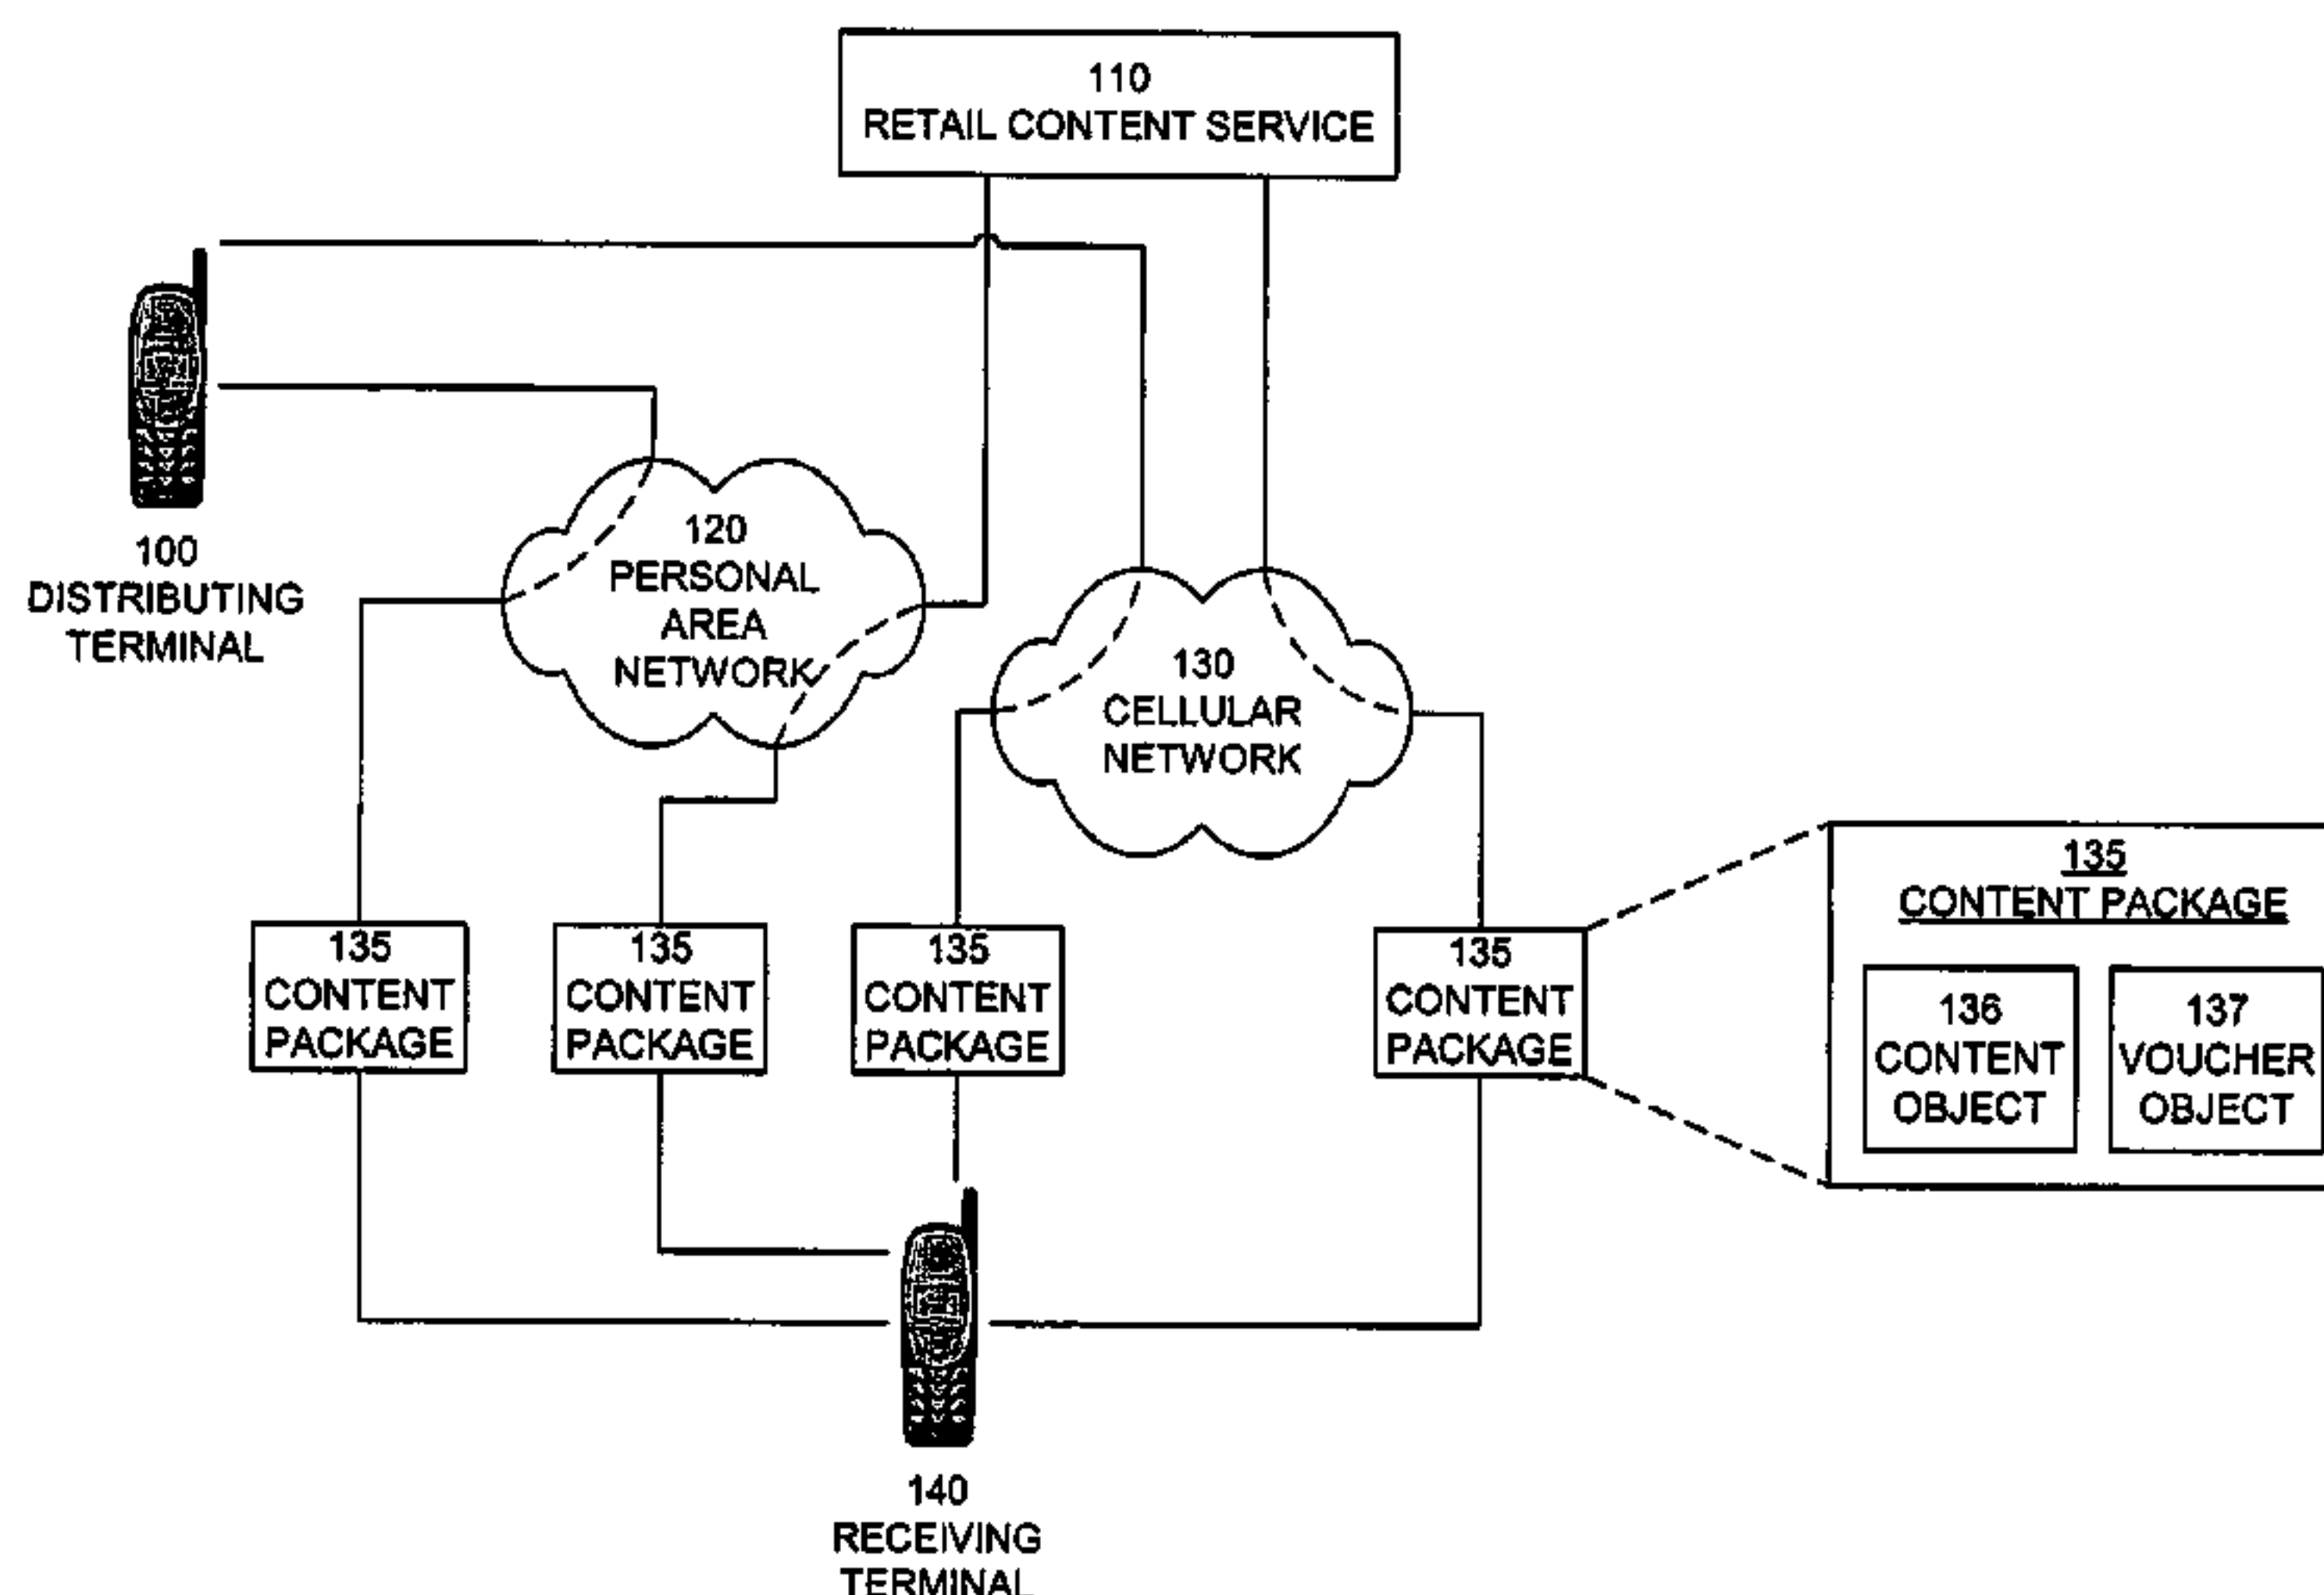 110
RETAIL CONTENT SERVICE
100
DISTRIBUTING
TERMINAL
120
PERSONAL
AREA
NETWORK
130
CELLULAR
NETWORK
135
CONTENT
PACKAGE
135
CONTENT
PACKAGE
135
CONTENT
PACKAGE
135
CONTENT
PACKAGE
135
CONTENT PACKAGE
136
CONTENT
OBJECT
137
VOUCHER
OBJECT
140
RECEIVING
TERMINAL